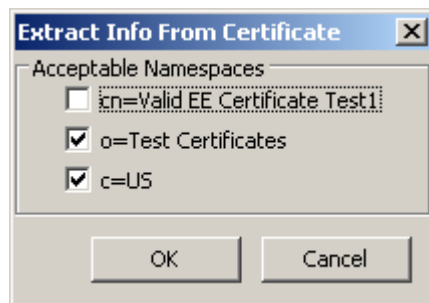 Extract Info From Certificate
Acceptable Namespaces
cn=Valid EE Certificate Test1
o=Test Certificates
c=US
OK Cancel